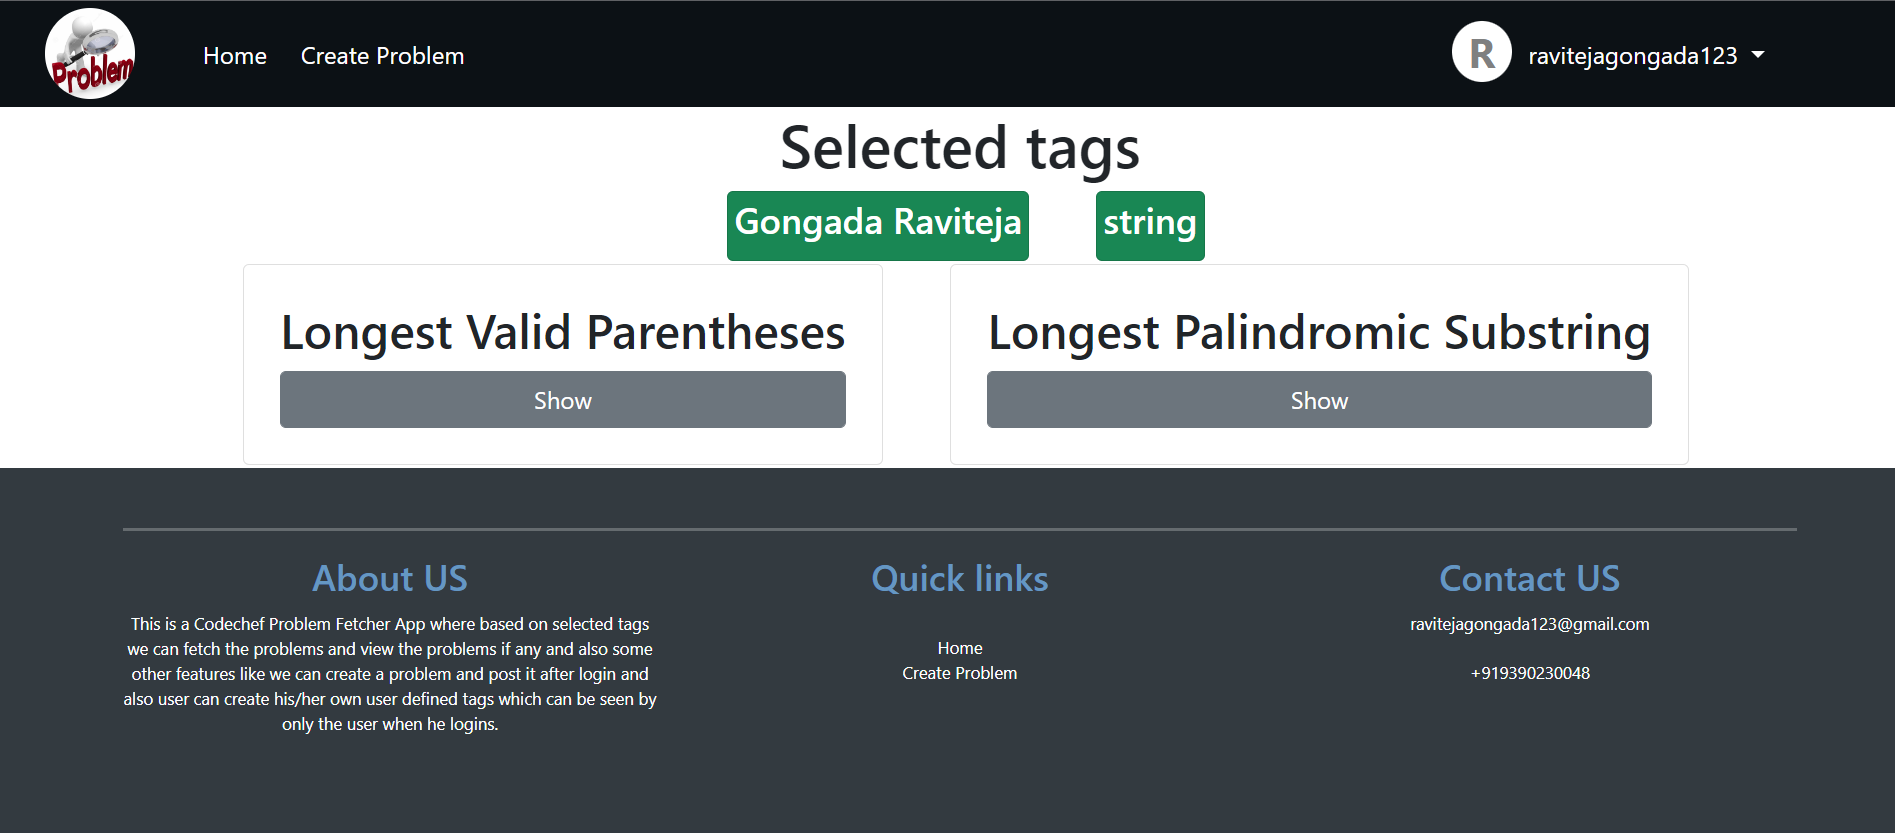 Problem
Home Create Problem
R ravitejagongada123
Selected tags
Gongada Raviteja string
Longest Valid Parentheses
Show
Longest Palindromic Substring
Show
About US
This is a Codechef Problem Fetcher App where based on selected tags
we can fetch the problems and view the problems if any and also some
other features like we can create a problem and post it after login and
also user can create his/her own user defined tags which can be seen by
only the user when he logins.
Quick links
Home
Create Problem
Contact US
ravitejagongada123@gmail.com
+919390230048